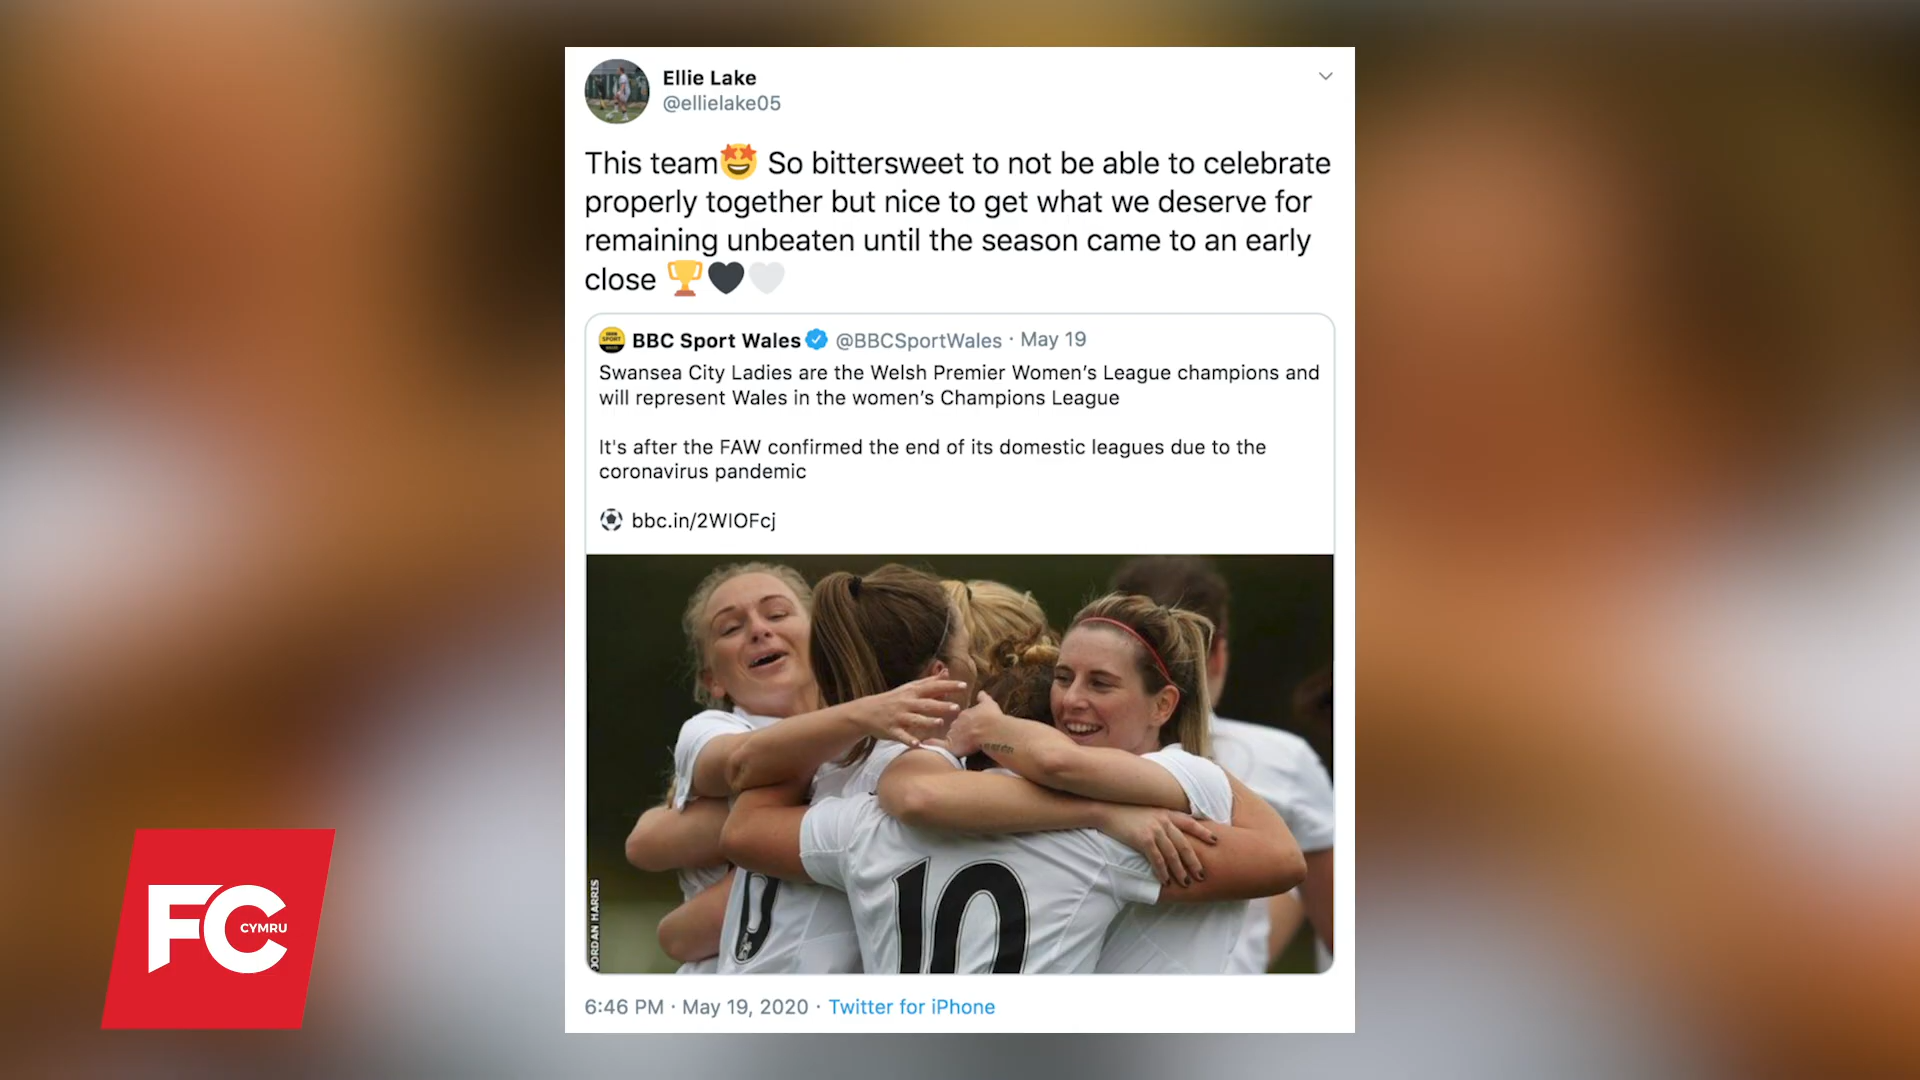 Ellie Lake
@ellielake05
This team🤩 So bittersweet to not be able to celebrate
properly together but nice to get what we deserve for
remaining unbeaten until the season came to an early
close 🏆🖤🤍
BBC Sport Wales @BBCSportWales · May 19
Swansea City Ladies are the Welsh Premier Women’s League champions and
will represent Wales in the women’s Champions League
It's after the FAW confirmed the end of its domestic leagues due to the
coronavirus pandemic
⚽ bbc.in/2WIOFcj
JORDAN HARRIS
10
6:46 PM · May 19, 2020 · Twitter for iPhone
FC
CYMRU